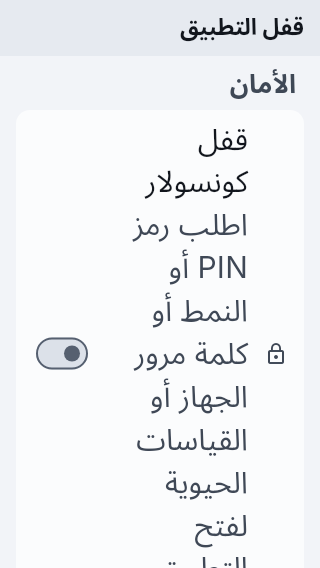 قفل التطبيق
الأمان
قفل
كونسولار
اطلب رمز
PIN أو
النمط أو
كلمة مرور
الجهاز أو
القياسات
الحيوية
لفتح